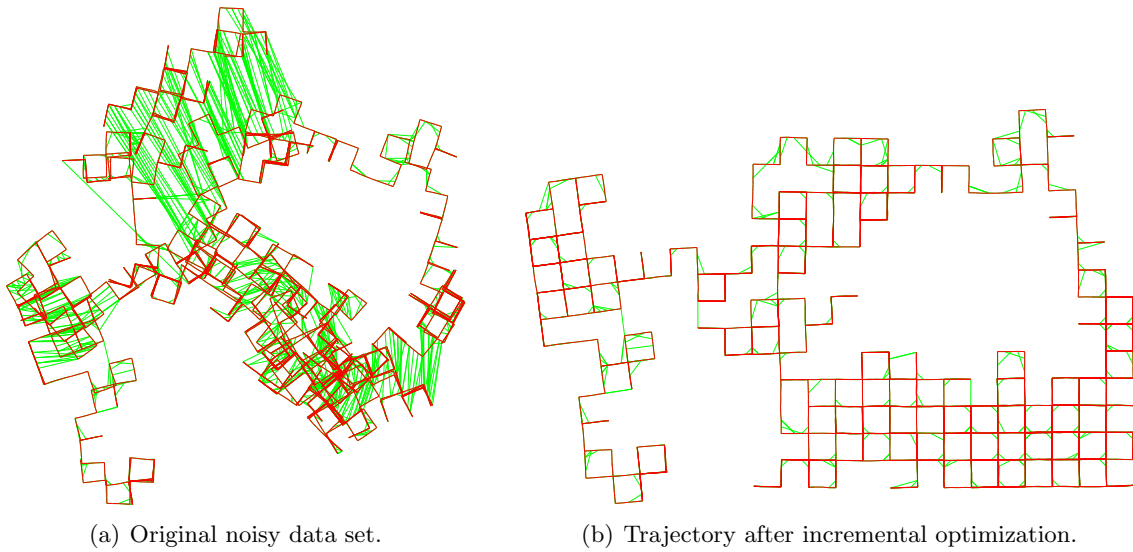 (a) Original noisy data set.
(b) Trajectory after incremental optimization.